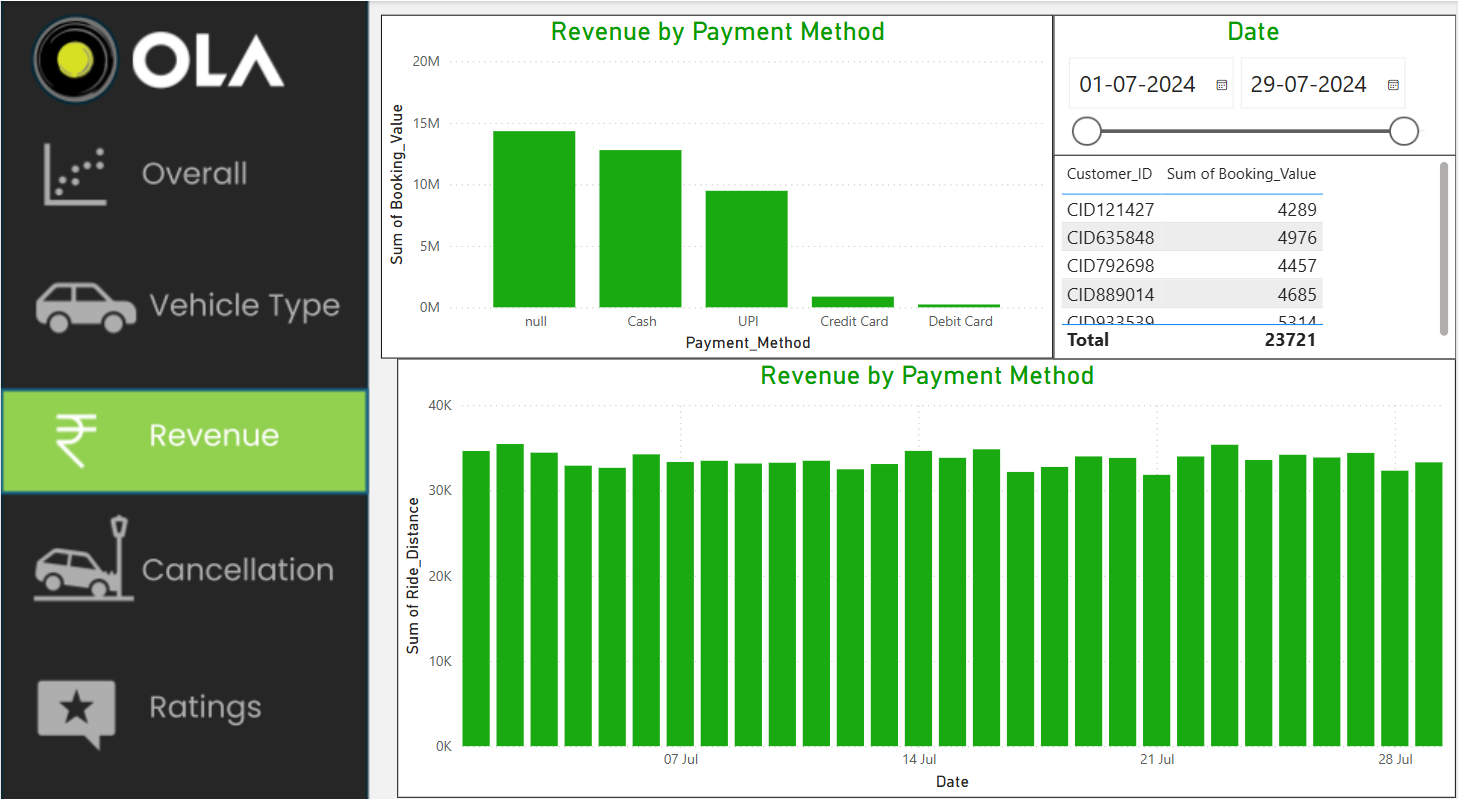 OLA
Overall
Vehicle Type
₹
Revenue
Cancellation
Ratings
Revenue by Payment Method
20M
15M
10M
5M
0M
Sum of Booking_Value
null
Cash
UPI
Credit Card
Debit Card
Payment_Method
Date
01-07-2024
29-07-2024
Customer_ID Sum of Booking_Value
CID121427 4289
CID635848 4976
CID792698 4457
CID889014 4685
CID933539 5314
Total 23721
Revenue by Payment Method
40K
30K
20K
10K
0K
Sum of Ride_Distance
07 Jul
14 Jul
21 Jul
28 Jul
Date